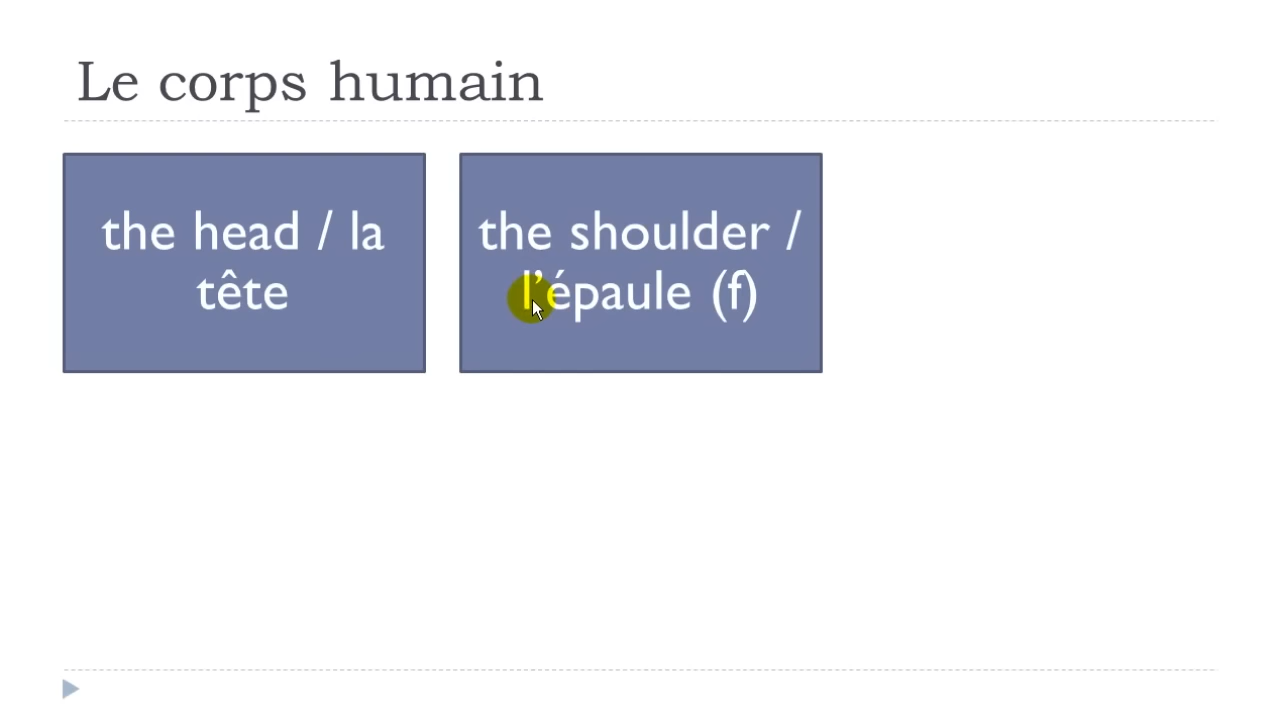 Le corps humain
the head / la
tête
the shoulder /
l’épaule (f)